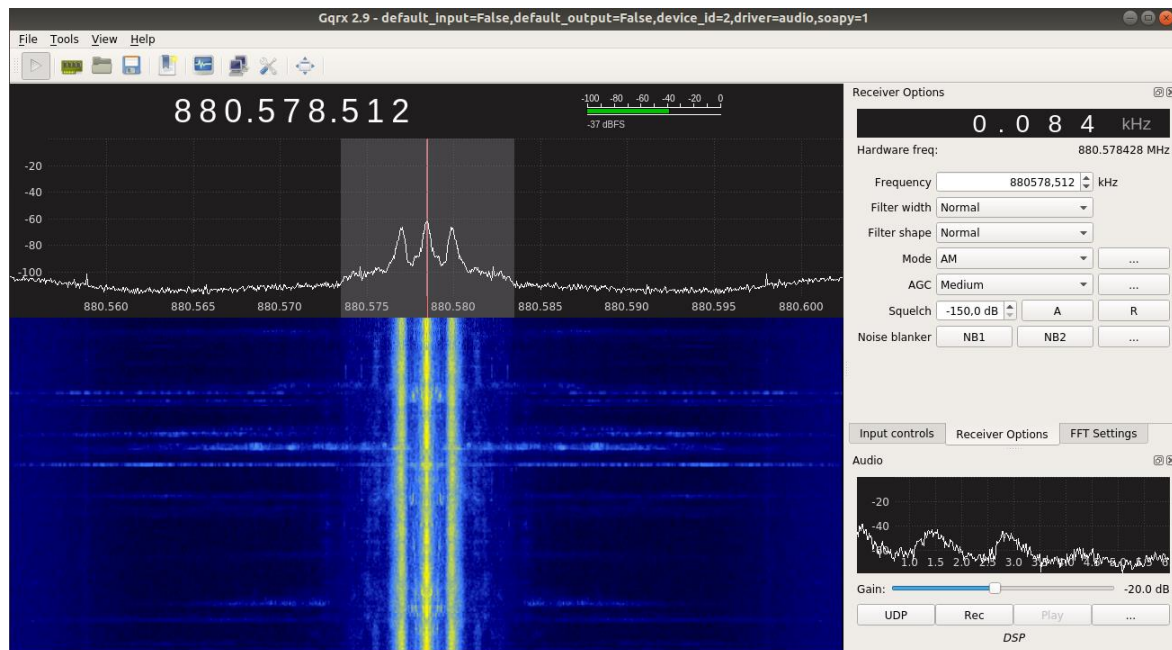 Gqrx 2.9 - default_input=False,default_output=False,device_id=2,driver=audio,soapy=1
File Tools View Help
880.578.512
-100 -80 -60 -40 -20 0
-37 dBFS
-20
-40
-60
-80
-100
880.560 880.565 880.570 880.575 880.580 880.585 880.590 880.595 880.600
Receiver Options
0.084 kHz
Hardware freq: 880.578428 MHz
Frequency 880578,512 kHz
Filter width Normal
Filter shape Normal
Mode AM ...
AGC Medium ...
Squelch -150,0 dB A R
Noise blanker NB1 NB2 ...
Input controls Receiver Options FFT Settings
Audio
-20
-40
1.0 1.5 2.0 2.5 3.0
Gain: -20.0 dB
UDP Rec Play ...
DSP